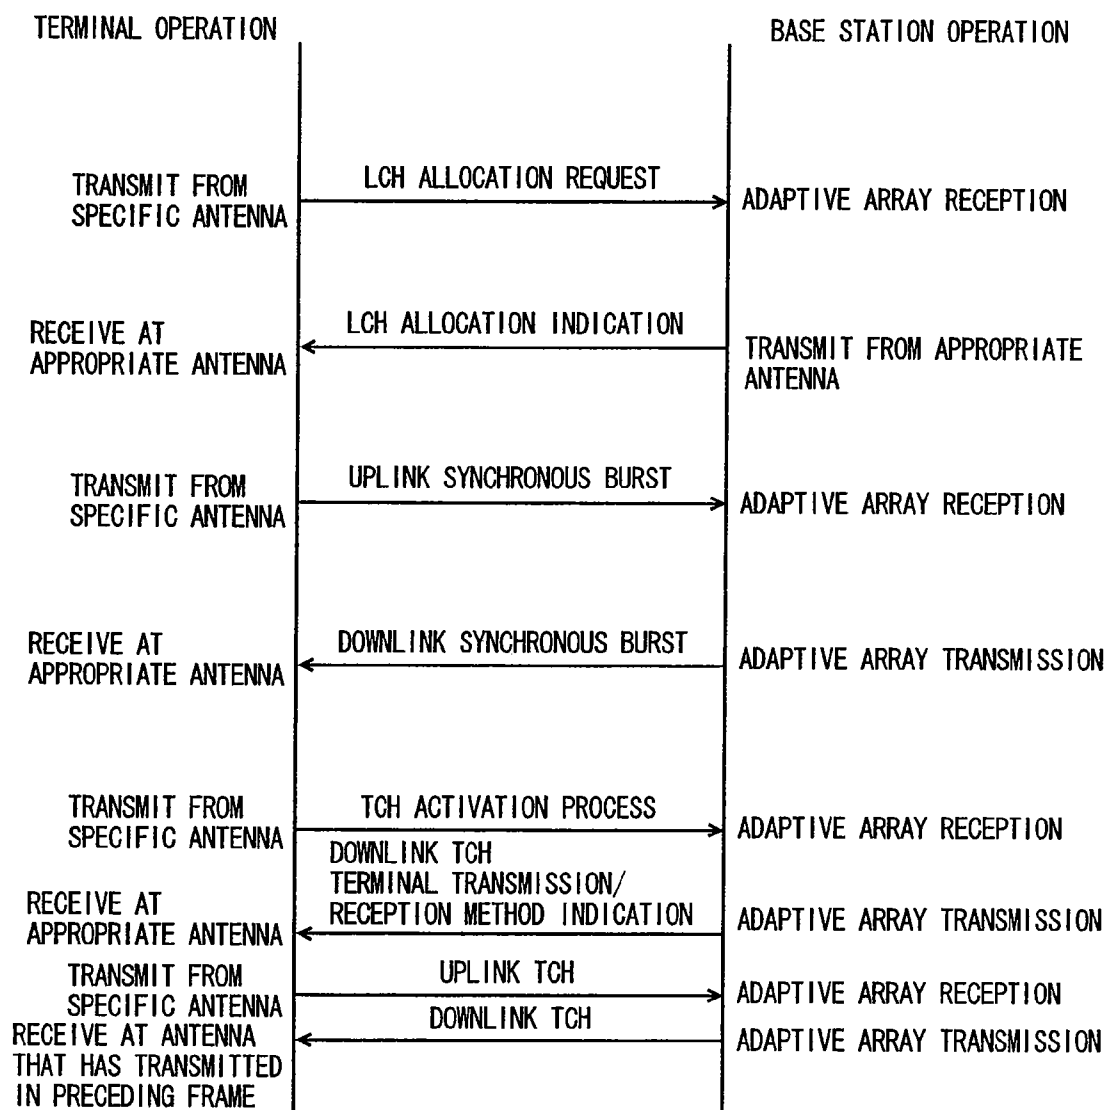 TERMINAL OPERATION
BASE STATION OPERATION
TRANSMIT FROM
SPECIFIC ANTENNA
LCH ALLOCATION REQUEST
ADAPTIVE ARRAY RECEPTION
RECEIVE AT
APPROPRIATE ANTENNA
LCH ALLOCATION INDICATION
TRANSMIT FROM APPROPRIATE
ANTENNA
TRANSMIT FROM
SPECIFIC ANTENNA
UPLINK SYNCHRONOUS BURST
ADAPTIVE ARRAY RECEPTION
RECEIVE AT
APPROPRIATE ANTENNA
DOWNLINK SYNCHRONOUS BURST
ADAPTIVE ARRAY TRANSMISSION
TRANSMIT FROM
SPECIFIC ANTENNA
TCH ACTIVATION PROCESS
ADAPTIVE ARRAY RECEPTION
RECEIVE AT
APPROPRIATE ANTENNA
DOWNLINK TCH
TERMINAL TRANSMISSION/
RECEPTION METHOD INDICATION
ADAPTIVE ARRAY TRANSMISSION
TRANSMIT FROM
SPECIFIC ANTENNA
UPLINK TCH
ADAPTIVE ARRAY RECEPTION
RECEIVE AT ANTENNA
THAT HAS TRANSMITTED
IN PRECEDING FRAME
DOWNLINK TCH
ADAPTIVE ARRAY TRANSMISSION